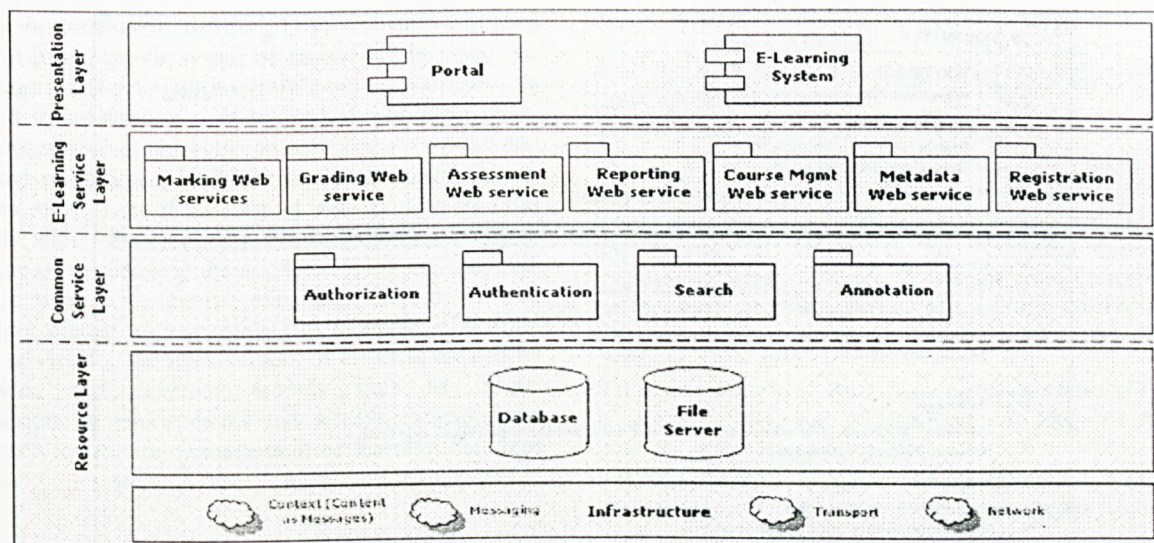 Presentation
Layer
Portal
E-Learning
System
E-Learning
Service
Layer
Marking Web
services
Grading Web
service
Assessment
Web service
Reporting
Web service
Course Mgmt
Web service
Metadata
Web service
Registration
Web service
Common
Service
Layer
Authorization
Authentication
Search
Annotation
Resource Layer
Database
File
Server
Context (Content
as Messages)
Messaging
Infrastructure
Transport
Network